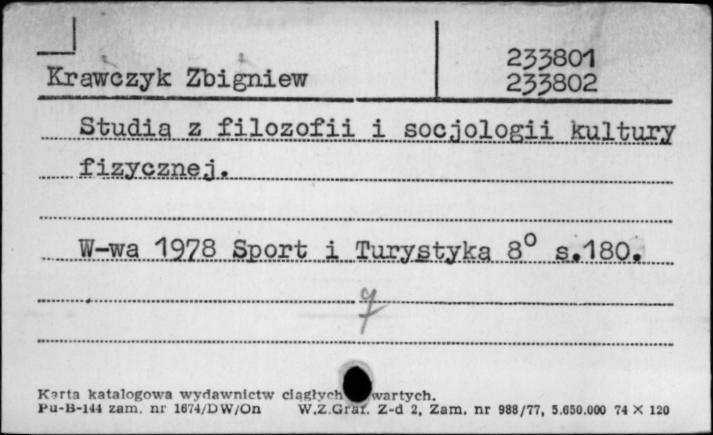 233801
Krawczyk Zbigniew 233802
Studia z filozofii i socjologii kultury
fizycznej.
W-wa 1978 Sport i Turystyka 8° s.180.
Karta katalogowa wydawnictw ciągłych wartych.
Pu-B-144 zam. nr 1674/DW/On W.Z.Graf. Z-d 2, Zam. nr 988/77, 5.650.000 74 X 120